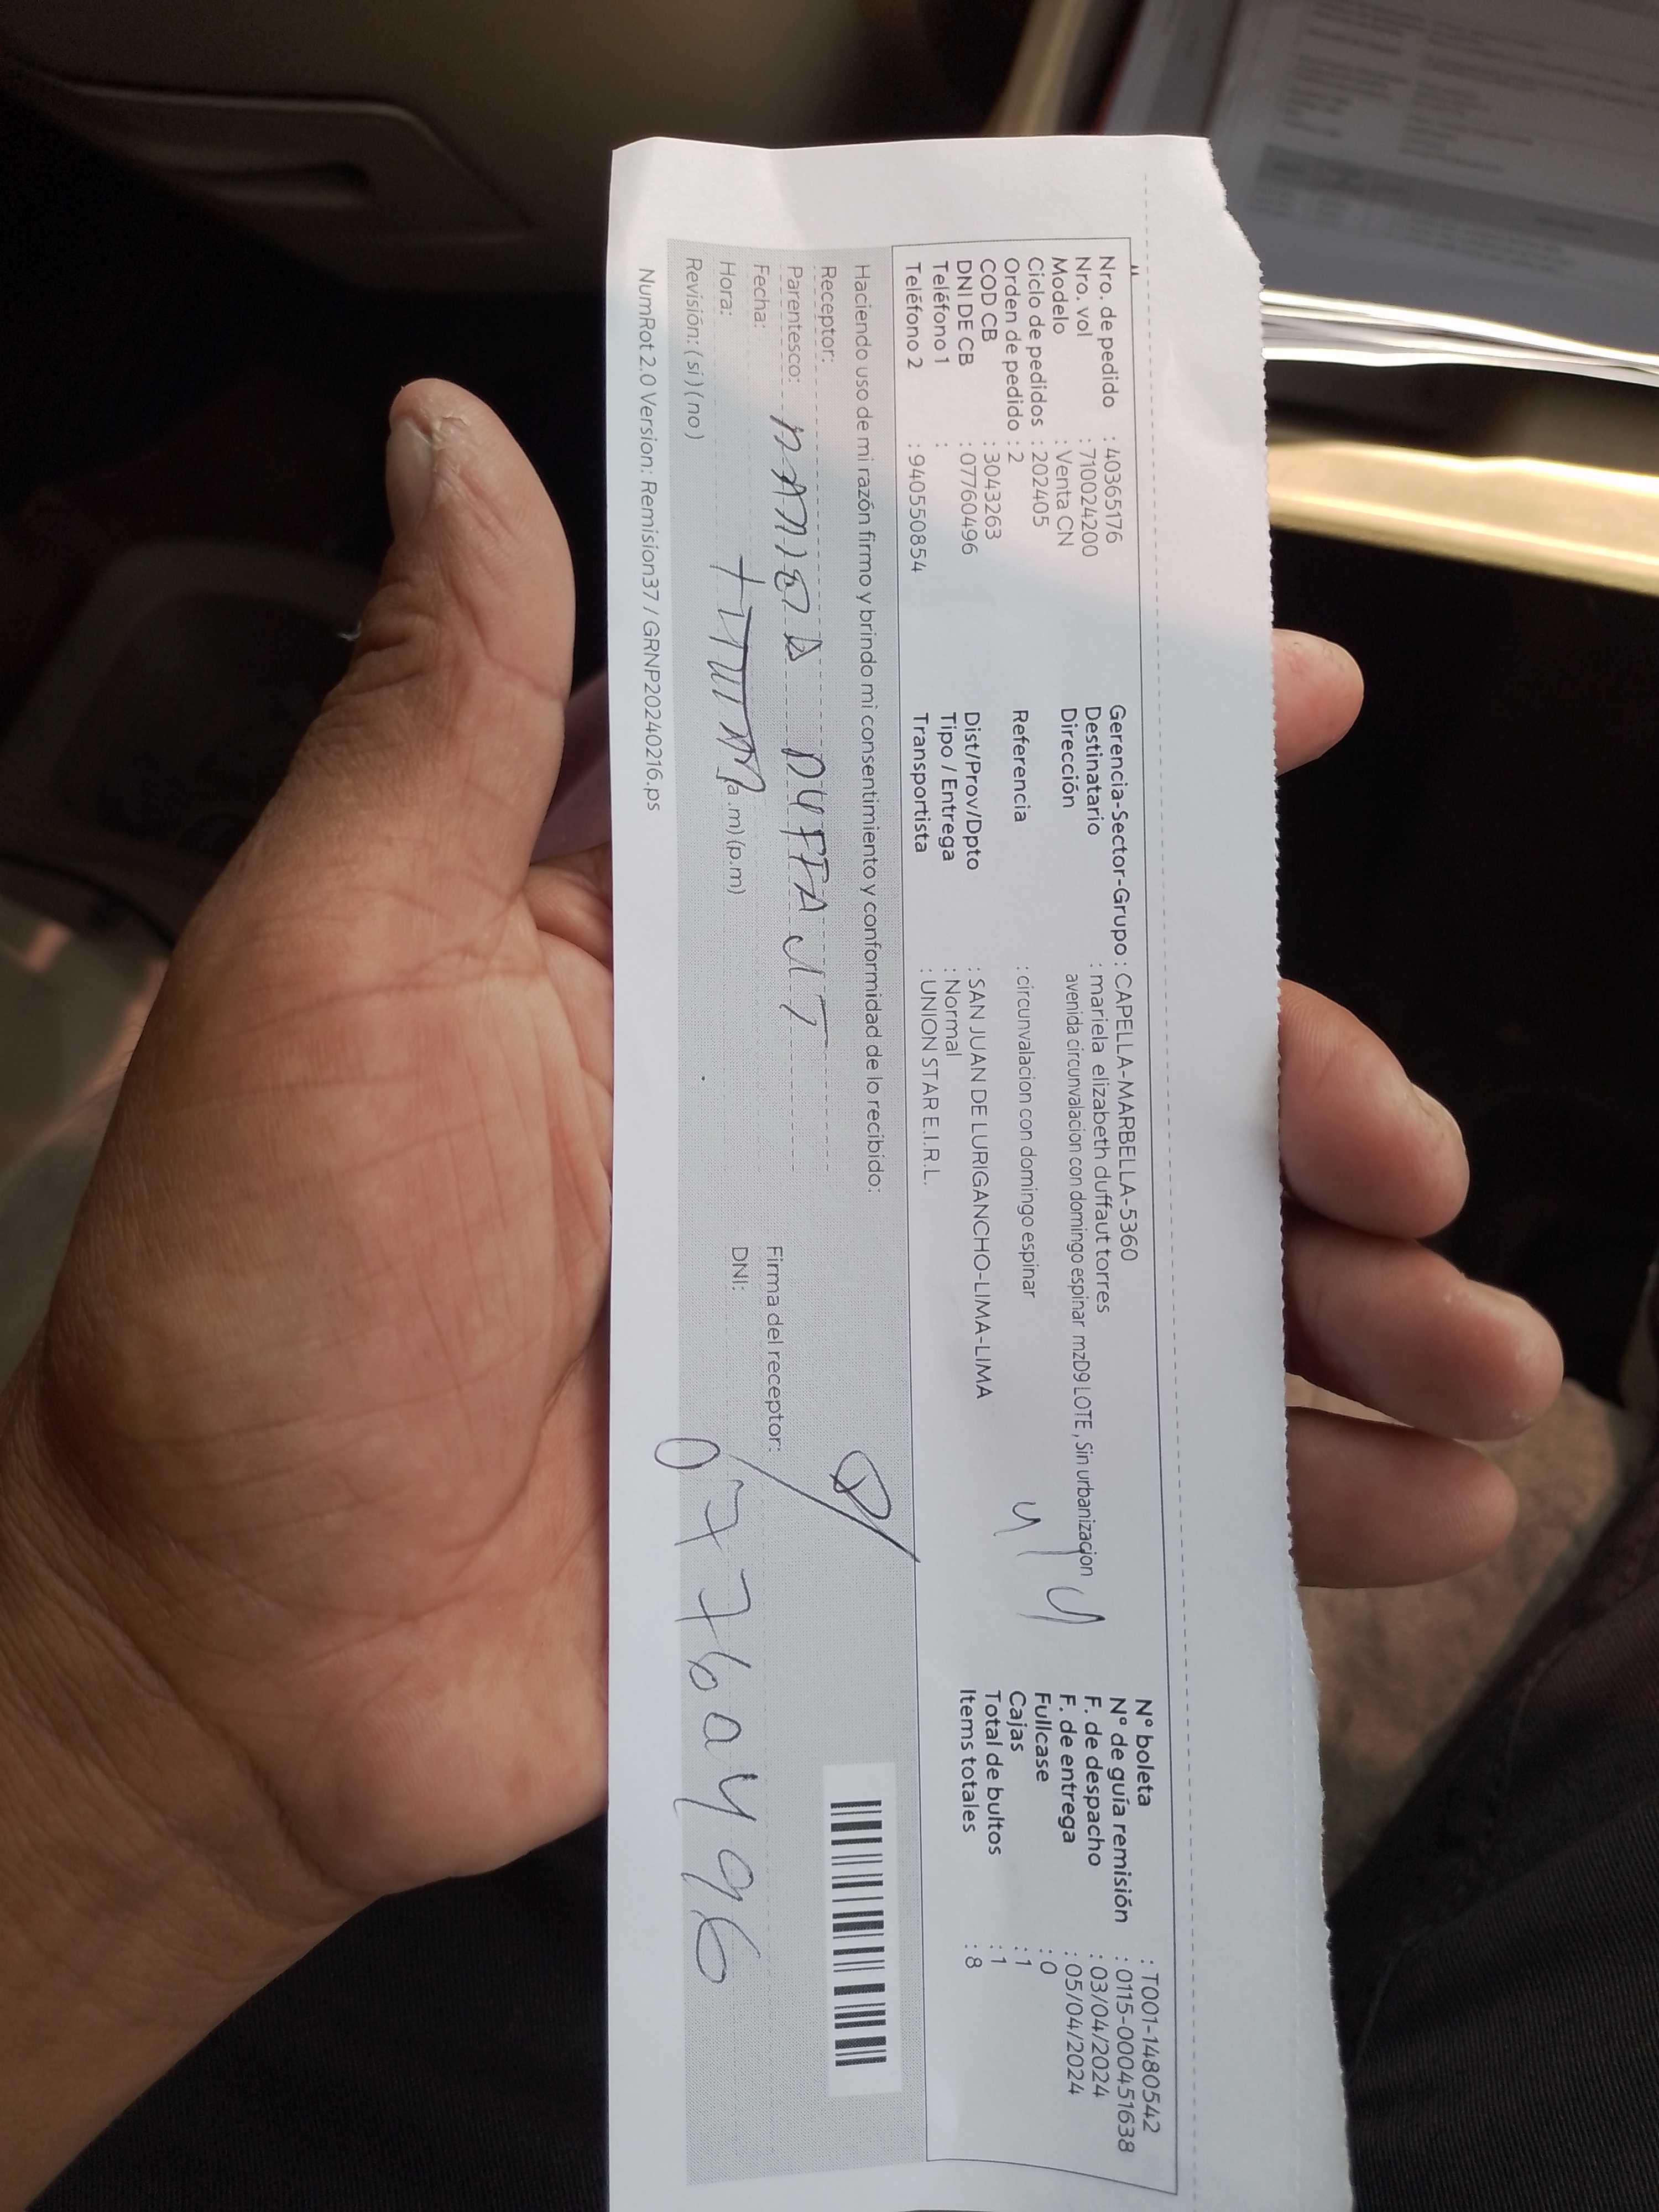 Nro. de pedido : 40365176
Nro. vol : 710024200
Modelo : Venta CN
Ciclo de pedidos : 202405
Orden de pedido : 2
COD CB : 3043263
DNI DE CB : 07760496
Teléfono 1 :
Teléfono 2 : 940550854
Gerencia-Sector-Grupo : CAPELLA-MARBELLA-5360
Destinatario : mariela elizabeth duffaut torres
Dirección avenida circunvalacion con domingo espinar mzD9 LOTE , Sin urbanizacion
Referencia : circunvalacion con domingo espinar
Dist/Prov/Dpto : SAN JUAN DE LURIGANCHO-LIMA-LIMA
Tipo / Entrega : Normal
Transportista : UNION STAR E.I.R.L.
N° boleta : T001-1480542
N° de guía remisión : 0115-000451638
F. de despacho : 03/04/2024
F. de entrega : 05/04/2024
Fullcase : 0
Cajas : 1
Total de bultos : 1
Items totales : 8
Haciendo uso de mi razón firmo y brindo mi consentimiento y conformidad de lo recibido:
Receptor:
Parentesco: DUFFAUT
Fecha:
Hora: (a.m) (p.m)
Revisión: (si) (no)
Firma del receptor:
DNI: 07760496
NumRot 2.0 Version: Remision37 / GRNP20240216.ps